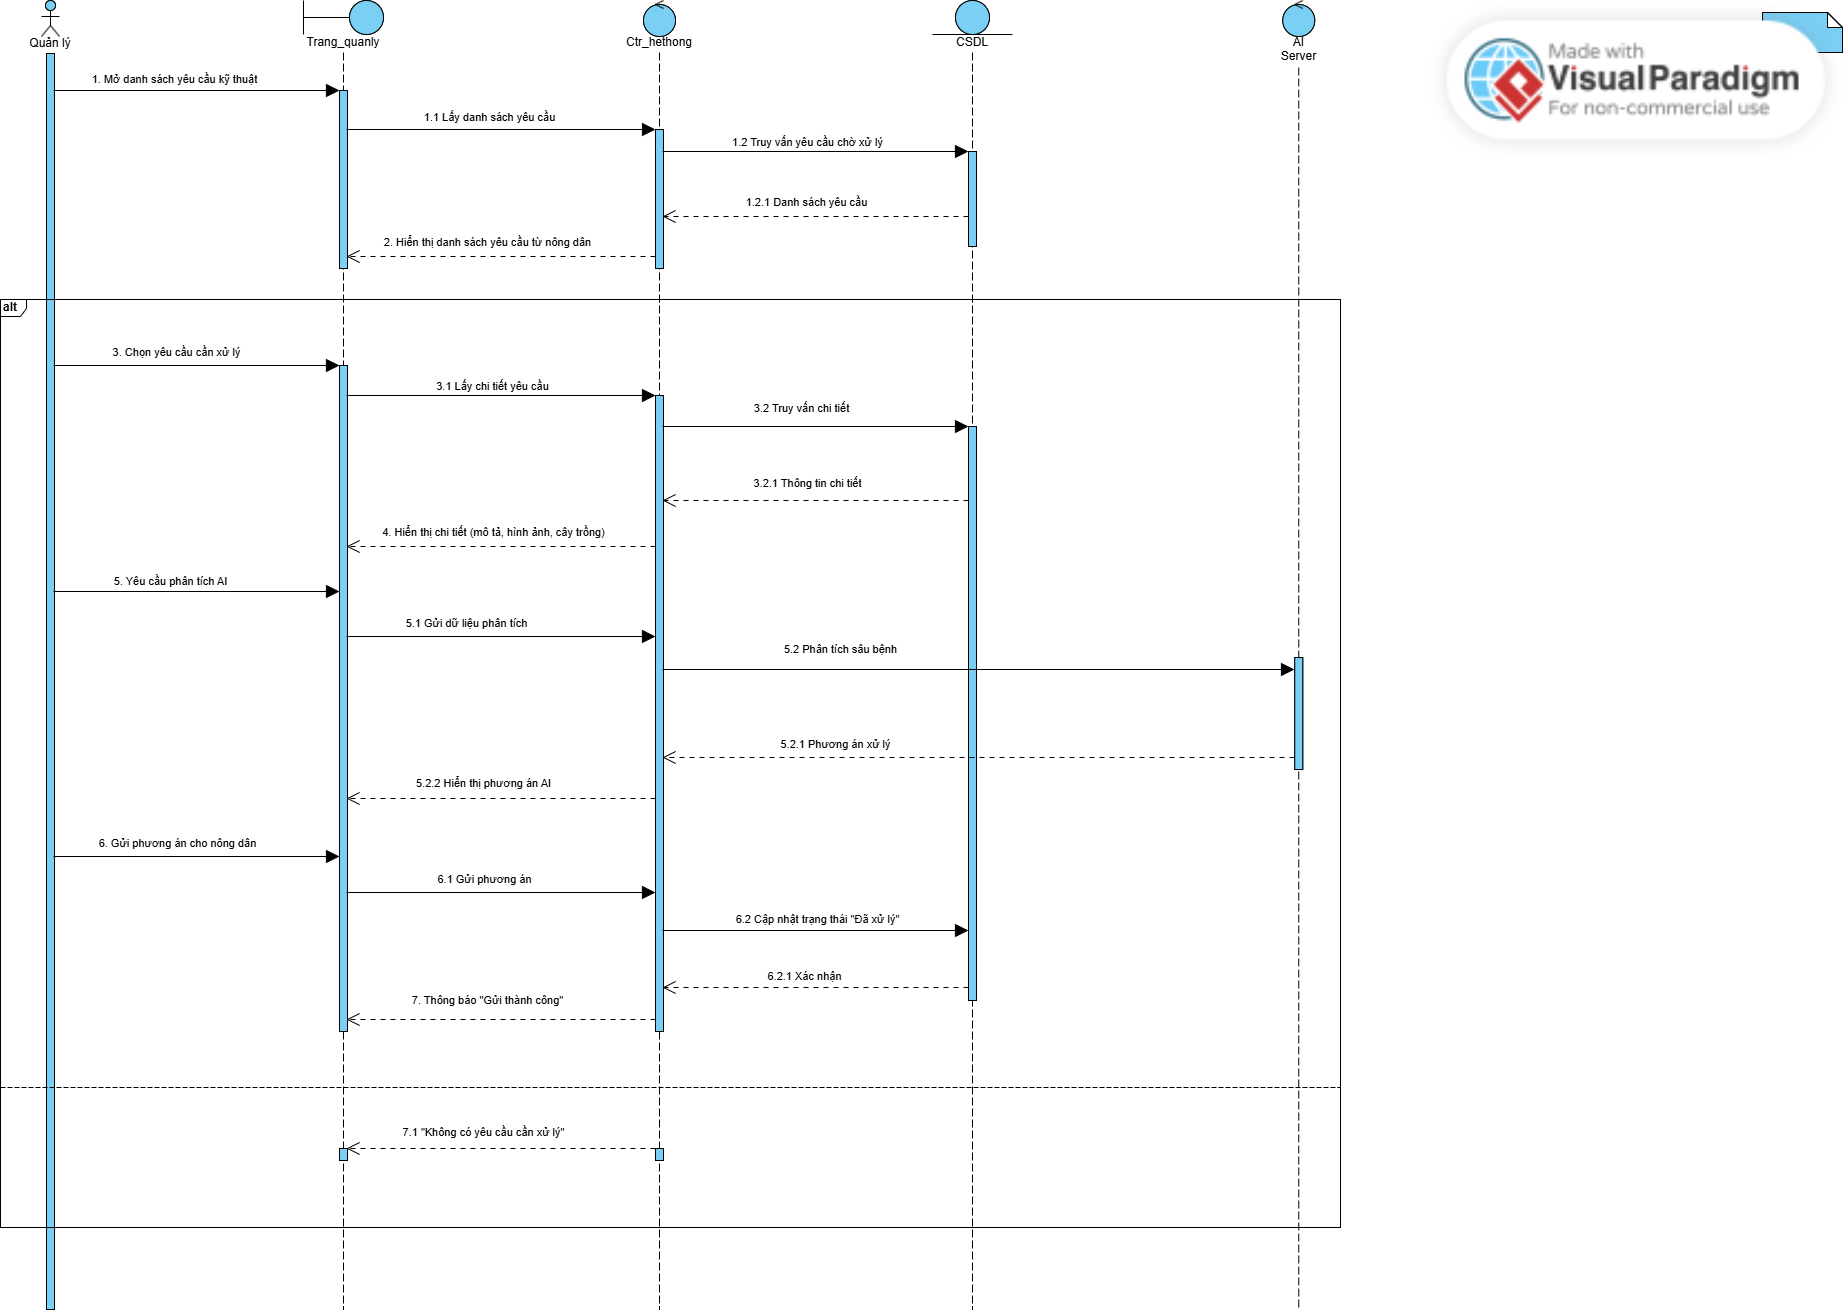 Quản lý
Trang_quanly
Ctr_hethong
CSDL
AI
Server
Made with
Visual Paradigm
For non-commercial use
1. Mở danh sách yêu cầu kỹ thuật
1.1 Lấy danh sách yêu cầu
1.2 Truy vấn yêu cầu chờ xử lý
1.2.1 Danh sách yêu cầu
2. Hiển thị danh sách yêu cầu từ nông dân
alt
3. Chọn yêu cầu cần xử lý
3.1 Lấy chi tiết yêu cầu
3.2 Truy vấn chi tiết
3.2.1 Thông tin chi tiết
4. Hiển thị chi tiết (mô tả, hình ảnh, cây trồng)
5. Yêu cầu phân tích AI
5.1 Gửi dữ liệu phân tích
5.2 Phân tích sâu bệnh
5.2.1 Phương án xử lý
5.2.2 Hiển thị phương án AI
6. Gửi phương án cho nông dân
6.1 Gửi phương án
6.2 Cập nhật trạng thái "Đã xử lý"
6.2.1 Xác nhận
7. Thông báo "Gửi thành công"
7.1 "Không có yêu cầu cần xử lý"